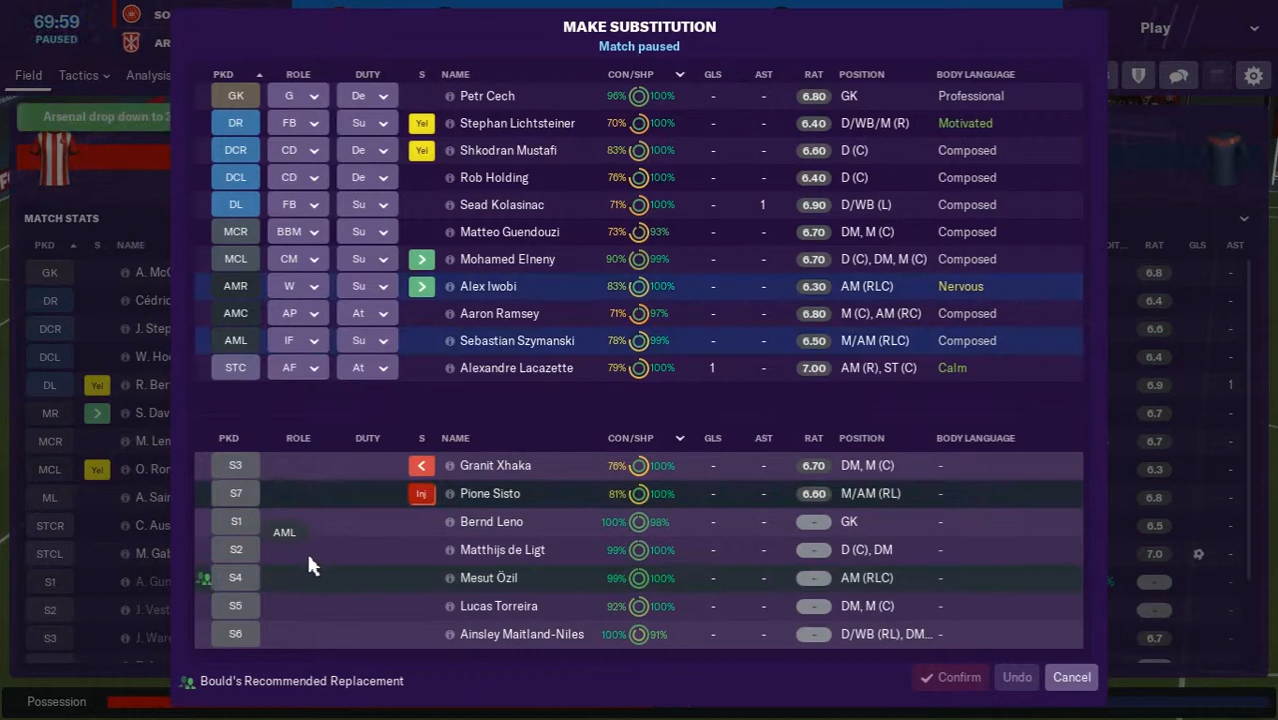 69:59
PAUSED
SO
AR
MAKE SUBSTITUTION
Match paused
Play
Field Tactics Analysis
Arsenal drop down to 3
MATCH STATS
PKD S NAME
GK A. McC
DR Cédric
DCR J. Step
DCL W. Ho
DL Yel R. Ber
MR > S. Dav
MCR M. Len
MCL Yel O. Ro
ML A. Sai
STCR C. Aus
STCL M. Gab
S1 A. Gun
S2 J. Vest
S3 J. War
PKD ROLE DUTY S NAME CON/SHP GLS AST RAT POSITION BODY LANGUAGE
GK G De Petr Cech 96% 100% - - 6.80 GK Professional
DR FB Su Yel Stephan Lichtsteiner 70% 100% - - 6.40 D/WB/M (R) Motivated
DCR CD De Yel Shkodran Mustafi 83% 100% - - 6.60 D (C) Composed
DCL CD De Rob Holding 76% 100% - - 6.40 D (C) Composed
DL FB Su Sead Kolasinac 71% 100% - 1 6.90 D/WB (L) Composed
MCR BBM Su Matteo Guendouzi 73% 93% - - 6.70 DM, M (C) Composed
MCL CM Su > Mohamed Elneny 90% 99% - - 6.70 D (C), DM, M (C) Composed
AMR W Su > Alex Iwobi 83% 100% - - 6.30 AM (RLC) Nervous
AMC AP At Aaron Ramsey 71% 97% - - 6.80 M (C), AM (RC) Composed
AML IF Su Sebastian Szymanski 78% 99% - - 6.50 M/AM (RLC) Composed
STC AF At Alexandre Lacazette 79% 100% 1 - 7.00 AM (R), ST (C) Calm
PKD ROLE DUTY S NAME CON/SHP GLS AST RAT POSITION BODY LANGUAGE
S3 < Granit Xhaka 76% 100% - - 6.70 DM, M (C) -
S7 Inj Pione Sisto 81% 100% - - 6.60 M/AM (RL) -
S1 Bernd Leno 100% 98% - - - GK -
AML
S2 Matthijs de Ligt 99% 100% - - - D (C), DM -
S4 Mesut Özil 99% 100% - - - AM (RLC) -
S5 Lucas Torreira 92% 100% - - - DM, M (C) -
S6 Ainsley Maitland-Niles 100% 91% - - - D/WB (RL), DM... -
Bould's Recommended Replacement
Confirm Undo Cancel
DIT... RAT GLS AST
6.8 - -
6.4 - -
6.6 - -
6.4 - -
6.9 - 1
6.7 - -
6.7 - -
6.3 - -
6.8 - -
6.5 - -
7.0 -
6.7 - -
Possession